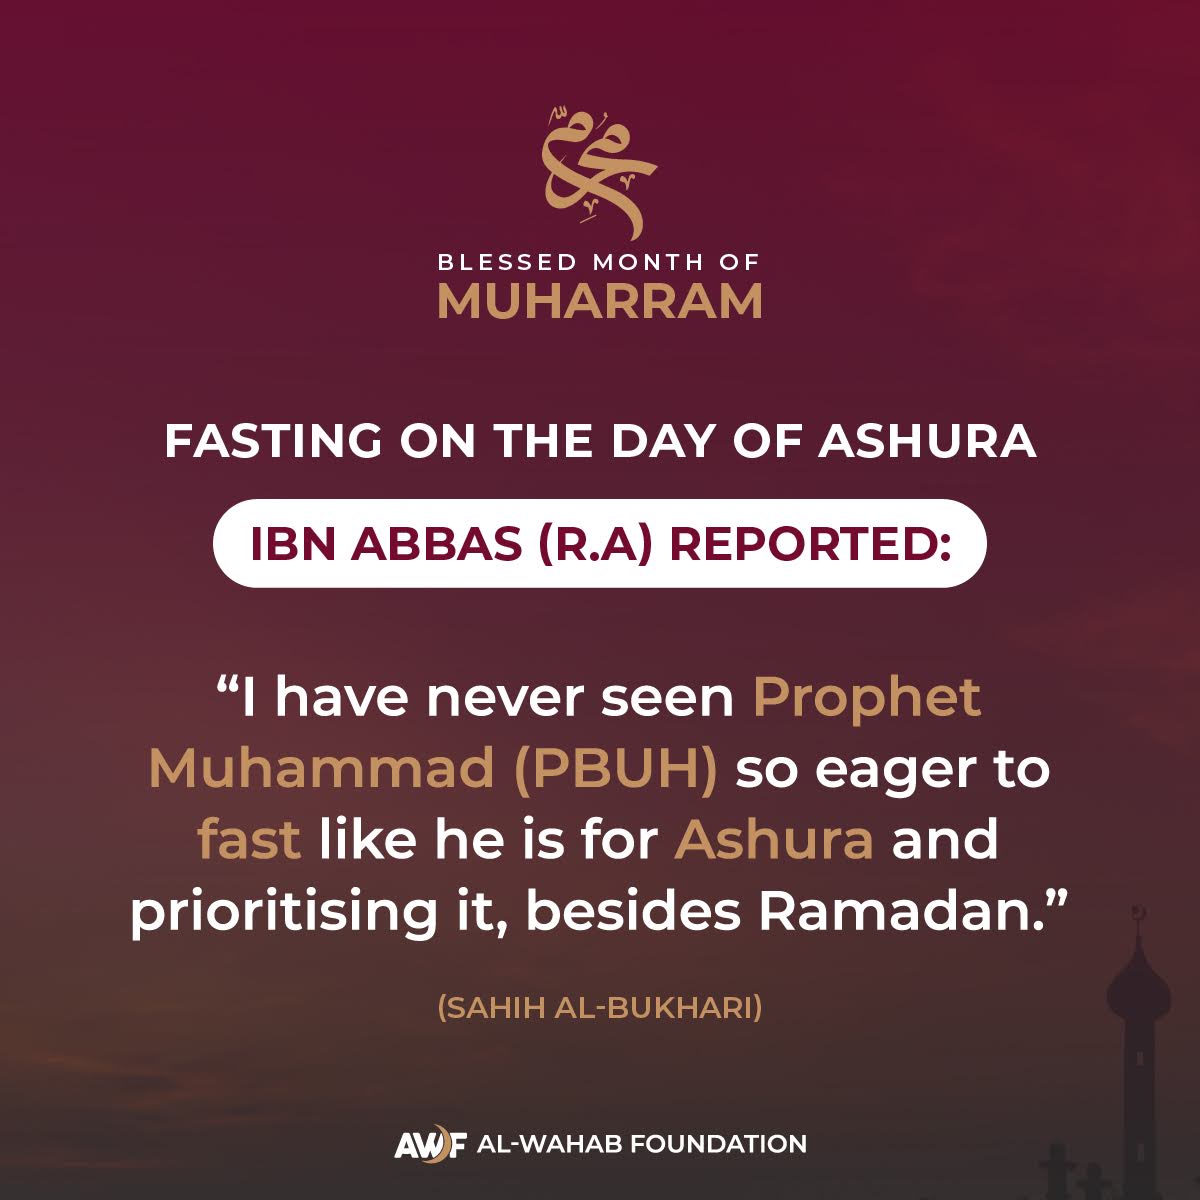 محرم
BLESSED MONTH OF
MUHARRAM
FASTING ON THE DAY OF ASHURA
IBN ABBAS (R.A) REPORTED:
“I have never seen Prophet
Muhammad (PBUH) so eager to
fast like he is for Ashura and
prioritising it, besides Ramadan.”
(SAHIH AL-BUKHARI)
AWF AL-WAHAB FOUNDATION